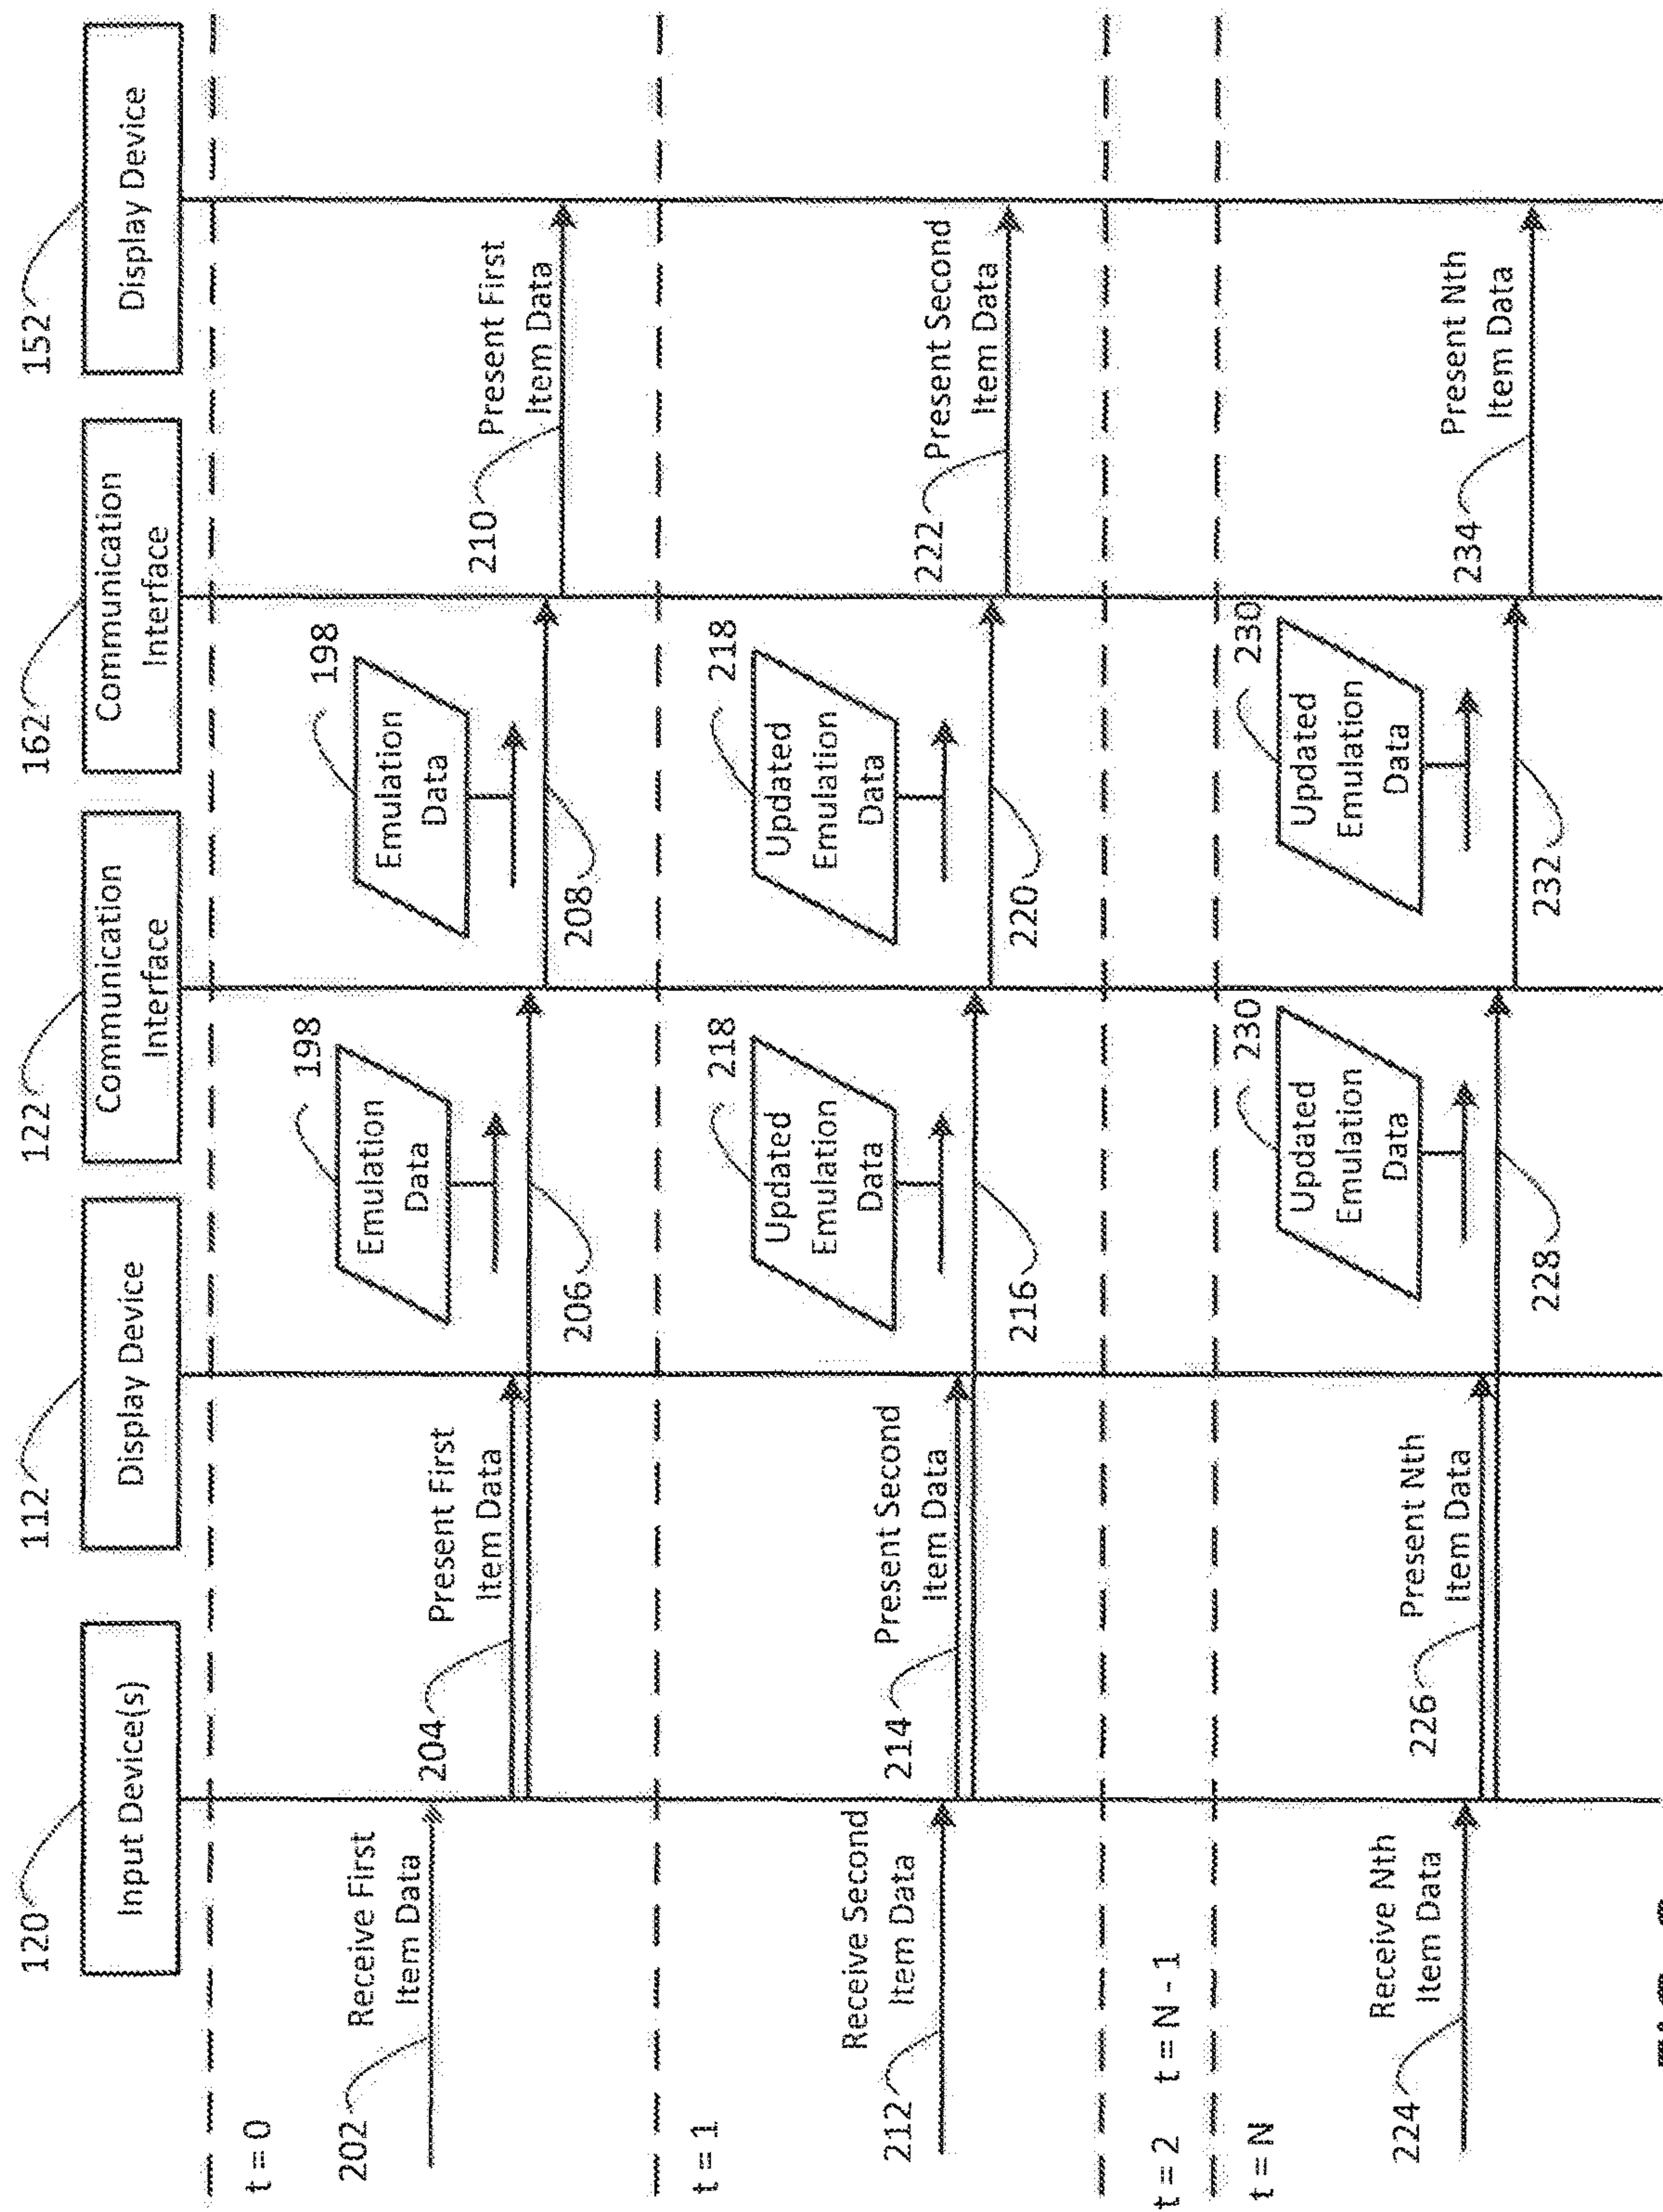 120
Input Device(s)
112
Display Device
122
Communication
Interface
162
Communication
Interface
152
Display Device
t = 0
202
Receive First
Item Data
204
Present First
Item Data
198
Emulation
Data
206
198
Emulation
Data
208
210
Present First
Item Data
t = 1
212
Receive Second
Item Data
214
Present Second
Item Data
218
Updated
Emulation
Data
216
218
Updated
Emulation
Data
220
222
Present Second
Item Data
t = 2 t = N - 1
t = N
224
Receive Nth
Item Data
226
Present Nth
Item Data
230
Updated
Emulation
Data
228
230
Updated
Emulation
Data
232
234
Present Nth
Item Data